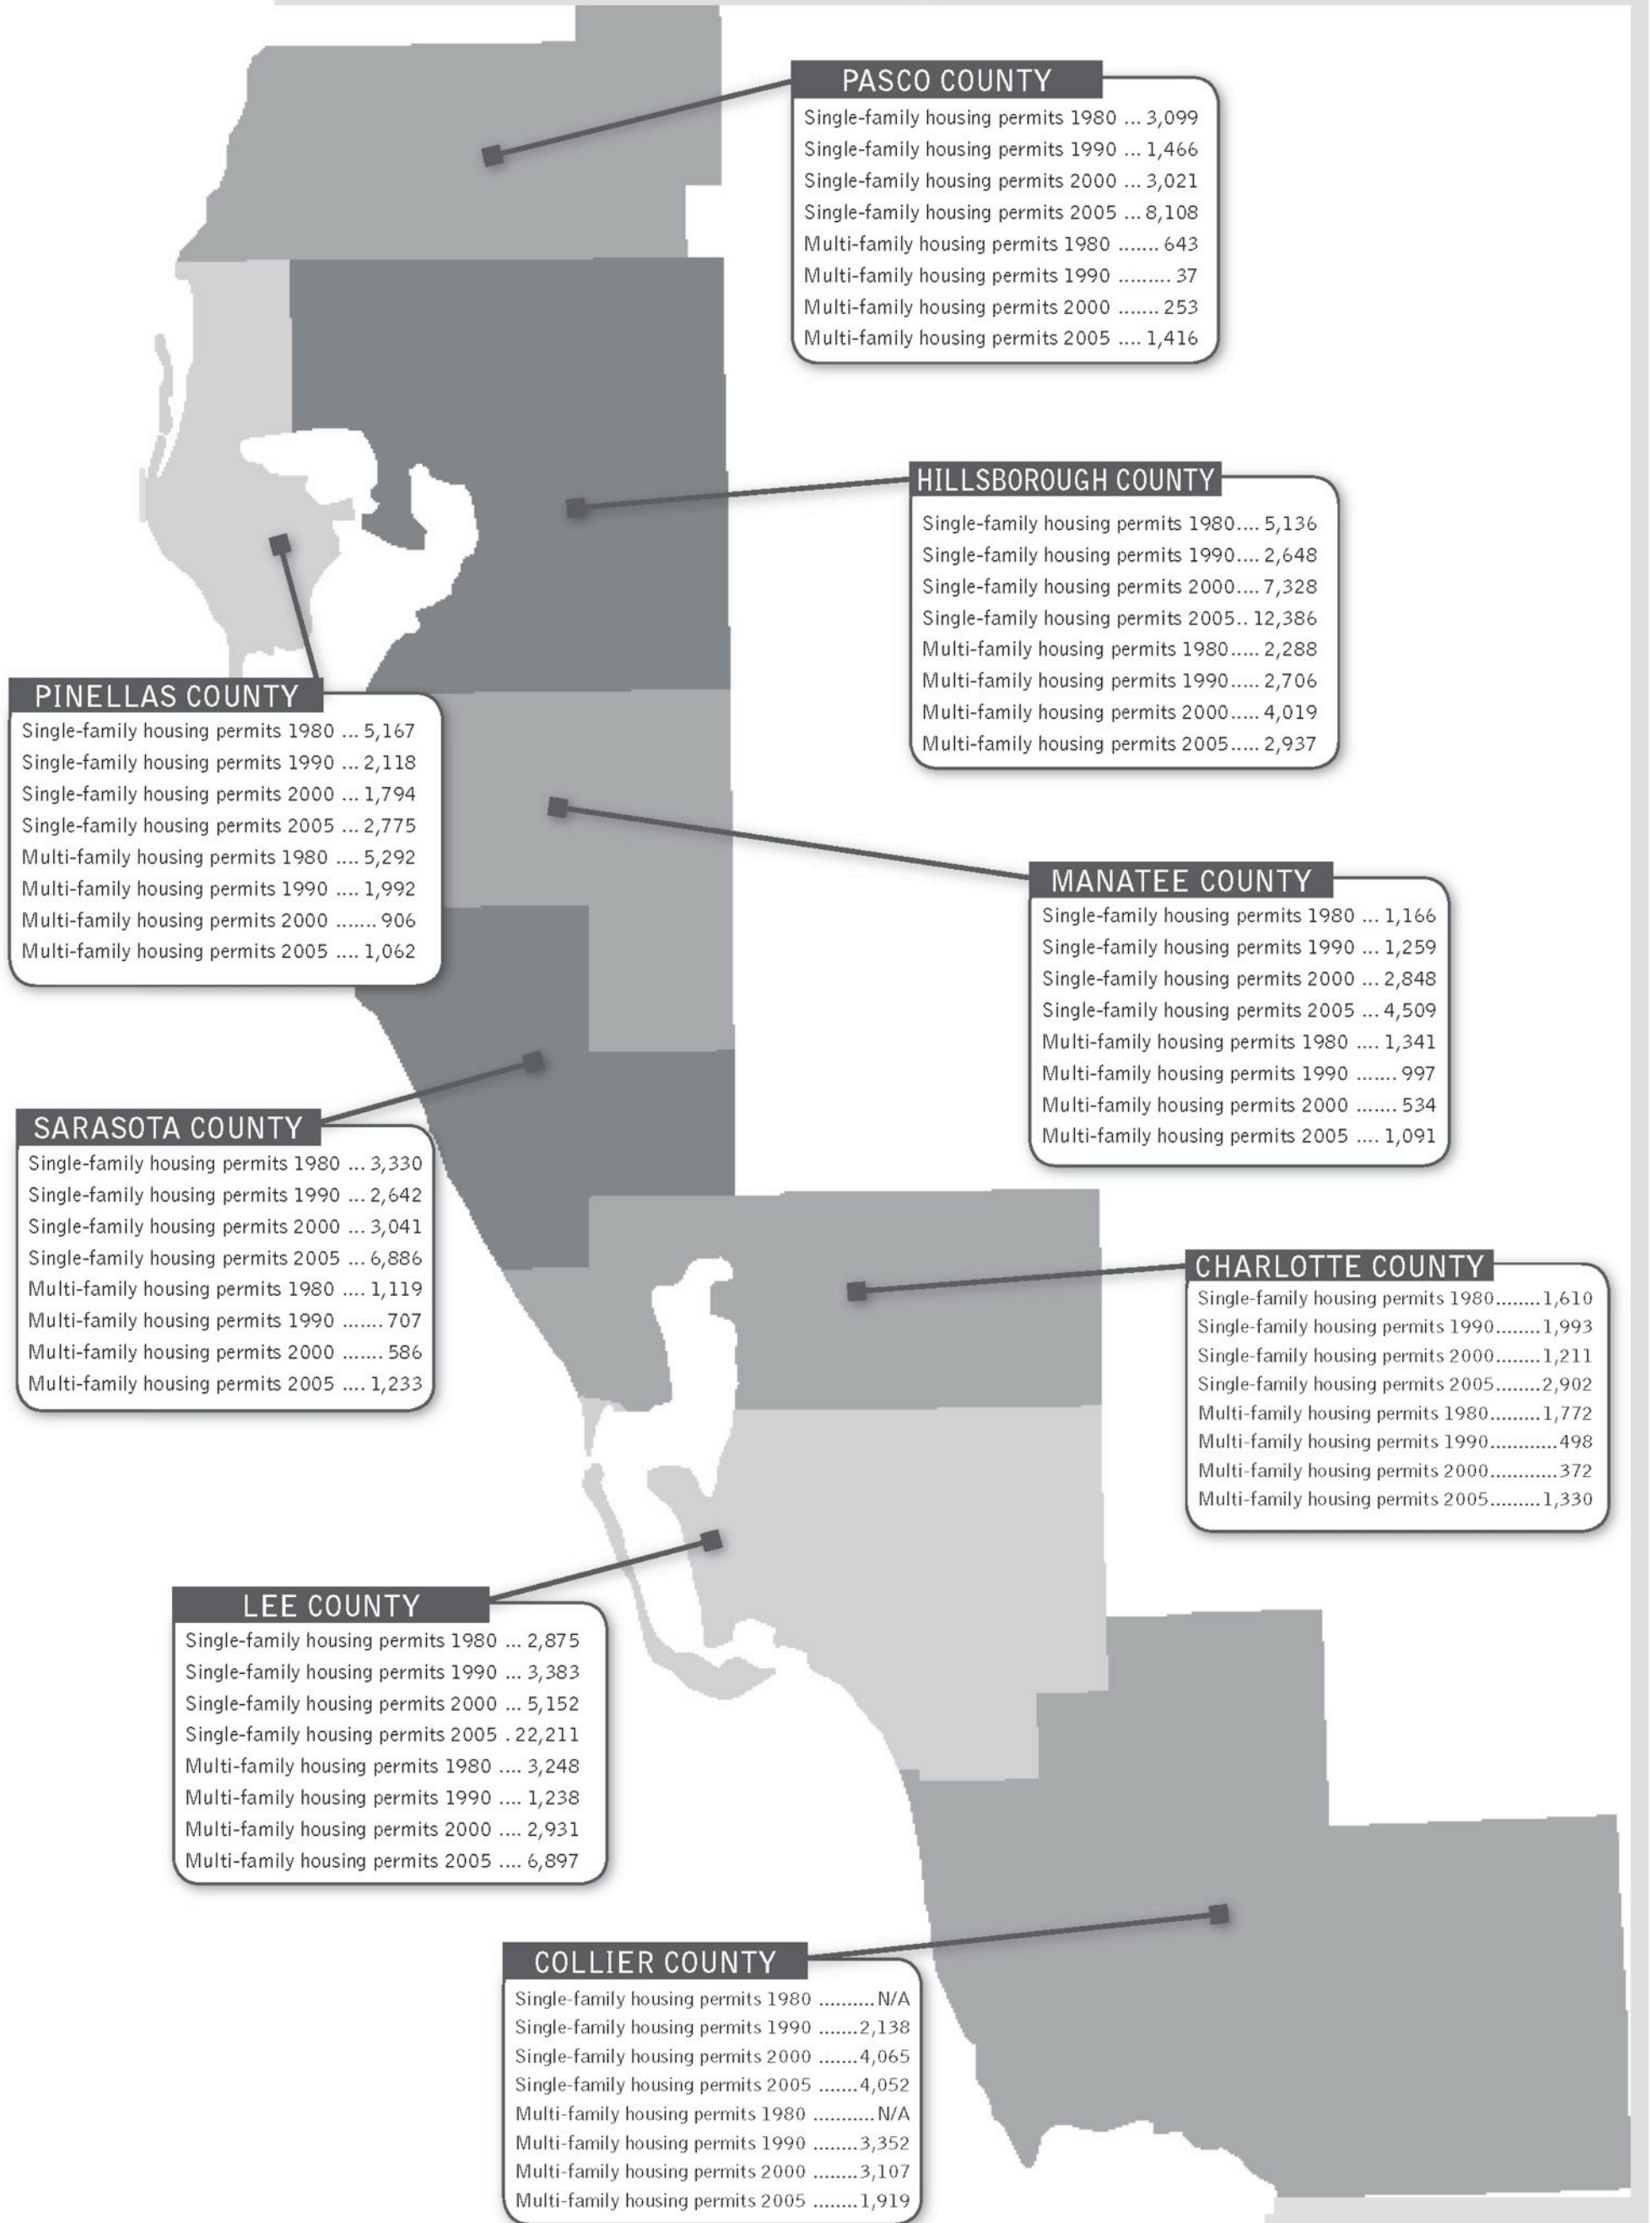 PASCO COUNTY
Single-family housing permits 1980 ... 3,099
Single-family housing permits 1990 ... 1,466
Single-family housing permits 2000 ... 3,021
Single-family housing permits 2005 ... 8,108
Multi-family housing permits 1980 ....... 643
Multi-family housing permits 1990 ......... 37
Multi-family housing permits 2000 ....... 253
Multi-family housing permits 2005 .... 1,416
HILLSBOROUGH COUNTY
Single-family housing permits 1980.... 5,136
Single-family housing permits 1990.... 2,648
Single-family housing permits 2000.... 7,328
Single-family housing permits 2005.. 12,386
Multi-family housing permits 1980..... 2,288
Multi-family housing permits 1990..... 2,706
Multi-family housing permits 2000..... 4,019
Multi-family housing permits 2005..... 2,937
PINELLAS COUNTY
Single-family housing permits 1980 ... 5,167
Single-family housing permits 1990 ... 2,118
Single-family housing permits 2000 ... 1,794
Single-family housing permits 2005 ... 2,775
Multi-family housing permits 1980 .... 5,292
Multi-family housing permits 1990 .... 1,992
Multi-family housing permits 2000 ....... 906
Multi-family housing permits 2005 .... 1,062
MANATEE COUNTY
Single-family housing permits 1980 ... 1,166
Single-family housing permits 1990 ... 1,259
Single-family housing permits 2000 ... 2,848
Single-family housing permits 2005 ... 4,509
Multi-family housing permits 1980 .... 1,341
Multi-family housing permits 1990 ....... 997
Multi-family housing permits 2000 ....... 534
Multi-family housing permits 2005 .... 1,091
SARASOTA COUNTY
Single-family housing permits 1980 ... 3,330
Single-family housing permits 1990 ... 2,642
Single-family housing permits 2000 ... 3,041
Single-family housing permits 2005 ... 6,886
Multi-family housing permits 1980 .... 1,119
Multi-family housing permits 1990 ....... 707
Multi-family housing permits 2000 ....... 586
Multi-family housing permits 2005 .... 1,233
CHARLOTTE COUNTY
Single-family housing permits 1980........1,610
Single-family housing permits 1990........1,993
Single-family housing permits 2000........1,211
Single-family housing permits 2005........2,902
Multi-family housing permits 1980.........1,772
Multi-family housing permits 1990............498
Multi-family housing permits 2000............372
Multi-family housing permits 2005.........1,330
LEE COUNTY
Single-family housing permits 1980 ... 2,875
Single-family housing permits 1990 ... 3,383
Single-family housing permits 2000 ... 5,152
Single-family housing permits 2005 . 22,211
Multi-family housing permits 1980 .... 3,248
Multi-family housing permits 1990 .... 1,238
Multi-family housing permits 2000 .... 2,931
Multi-family housing permits 2005 .... 6,897
COLLIER COUNTY
Single-family housing permits 1980 ..........N/A
Single-family housing permits 1990 .......2,138
Single-family housing permits 2000 .......4,065
Single-family housing permits 2005 .......4,052
Multi-family housing permits 1980 ...........N/A
Multi-family housing permits 1990 ........3,352
Multi-family housing permits 2000 ........3,107
Multi-family housing permits 2005 ........1,919